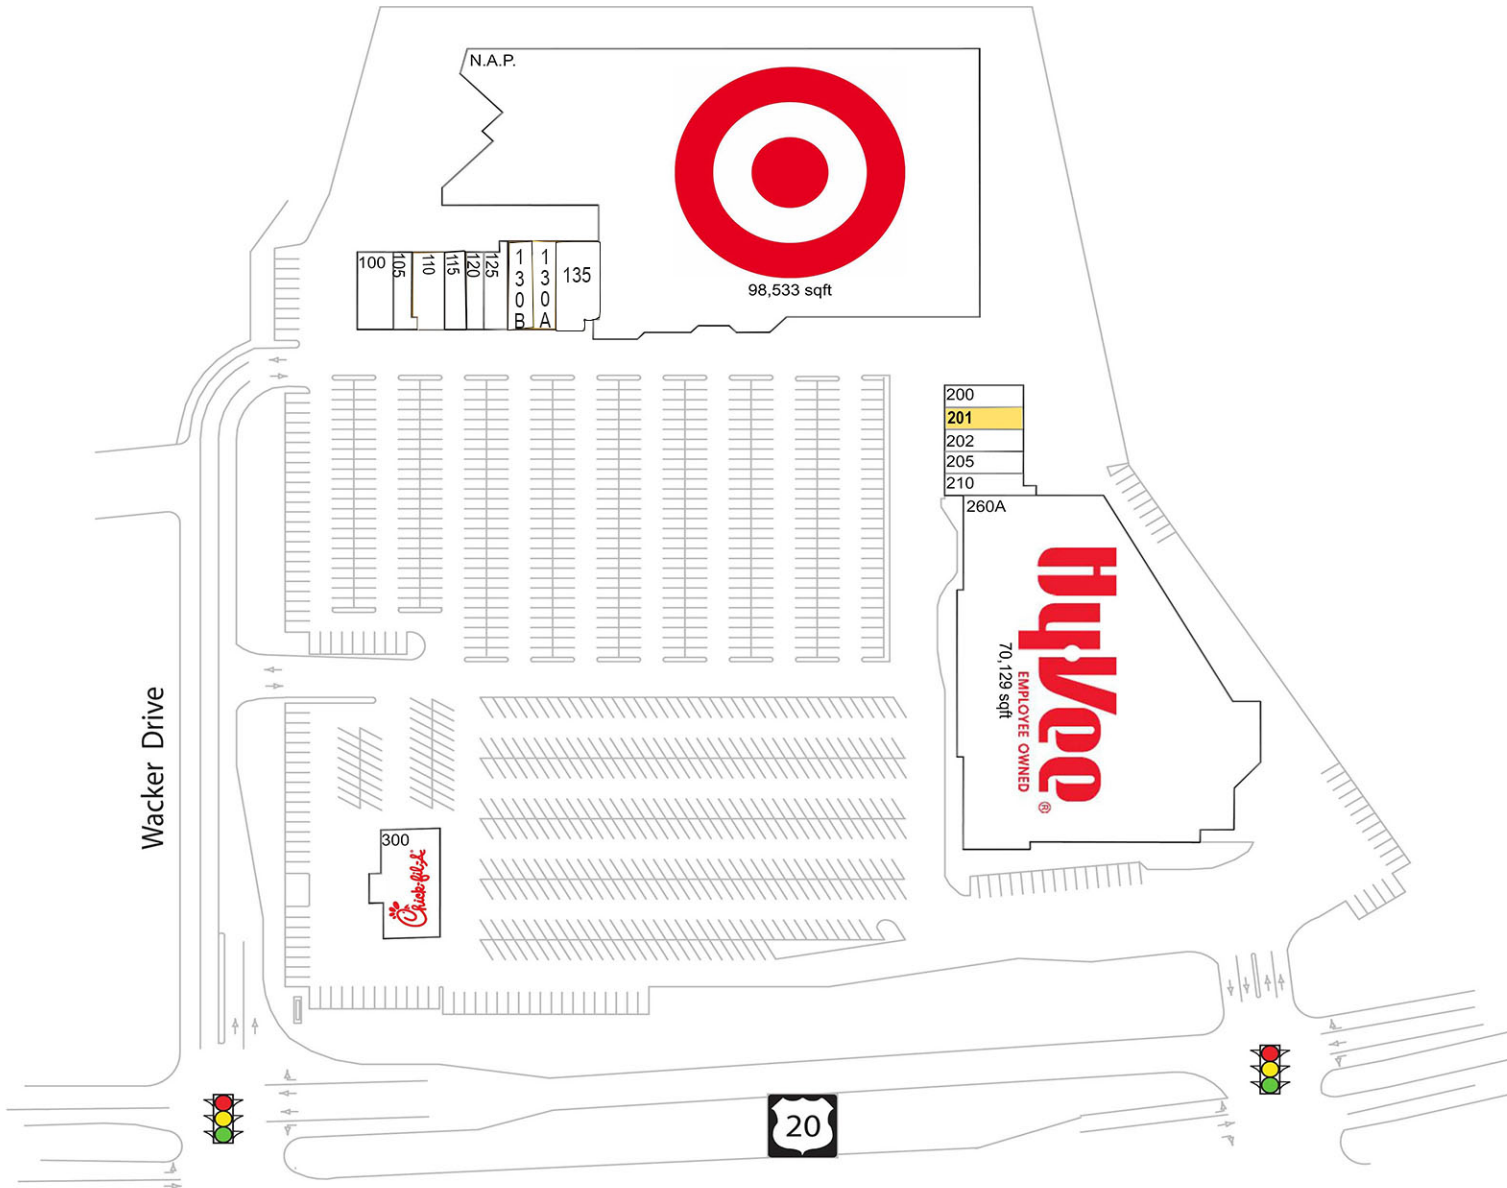 N.A.P.
98,533 sqft
100
105
110
115
120
125
130B
130A
135
200
201
202
205
210
260A
HyVee
EMPLOYEE OWNED
®
70,129 sqft
Wacker Drive
300
Chick-fil-A
20